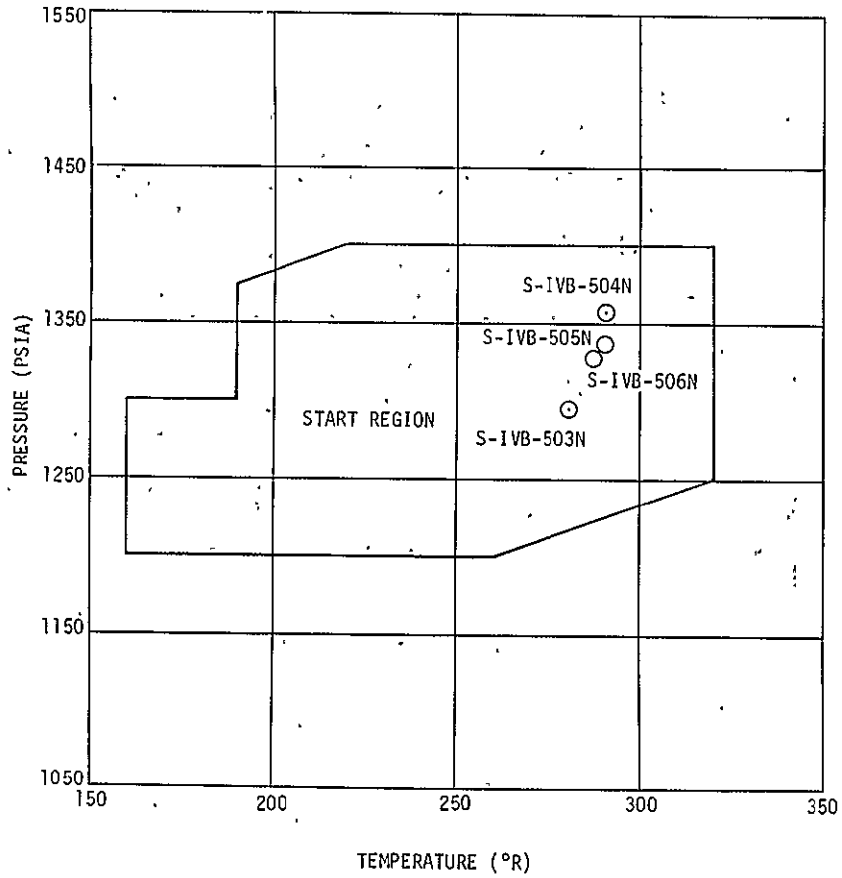 1550
1450
1350
1250
1150
1050
PRESSURE (PSIA)
S-IVB-504N
S-IVB-505N
S-IVB-506N
START REGION
S-IVB-503N
150
200
250
300
350
TEMPERATURE (°R)